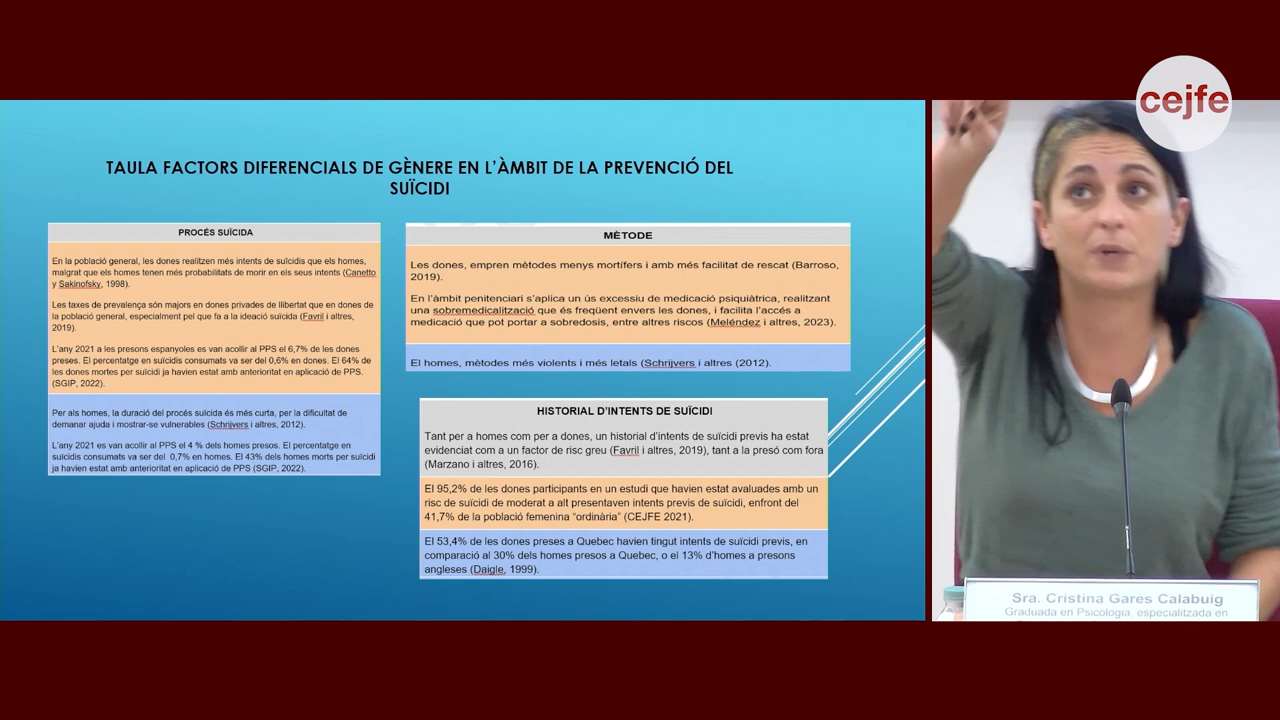 cejfe
TAULA FACTORS DIFERENCIALS DE GÈNERE EN L'ÀMBIT DE LA PREVENCIÓ DEL
SUÏCIDI
PROCÉS SUÏCIDA
En la població general, les dones realitzen més intents de suïcidis que els homes,
malgrat que els homes tenen més probabilitats de morir en els seus intents (Canetto
y Sakinofsky, 1998).
Les taxes de prevalença són majors en dones privades de llibertat que en dones de
la població general, especialment pel que fa a la ideació suïcida (Favril i altres,
2019).
L'any 2021 a les presons espanyoles es van acollir al PPS el 6,7% de les dones
preses. El percentatge en suïcidis consumats va ser del 0,6% en dones. El 64% de
les dones mortes per suïcidi ja havien estat amb anterioritat en aplicació de PPS.
(SGIP, 2022).
Per als homes, la duració del procés suïcida és més curta, per la dificultat de
demanar ajuda i mostrar-se vulnerables (Schrijvers i altres, 2012).
L'any 2021 es van acollir al PPS el 4 % dels homes presos. El percentatge en
suïcidis consumats va ser del 0,7% en homes. El 43% dels homes morts per suïcidi
ja havien estat amb anterioritat en aplicació de PPS (SGIP, 2022).
MÈTODE
Les dones, empren mètodes menys mortífers i amb més facilitat de rescat (Barroso,
2019).
En l'àmbit penitenciari s'aplica un ús excessiu de medicació psiquiàtrica, realitzant
una sobremedicalització que és freqüent envers les dones, i facilita l'accés a
medicació que pot portar a sobredosis, entre altres riscos (Meléndez i altres, 2023).
El homes, mètodes més violents i més letals (Schrijvers i altres (2012).
HISTORIAL D'INTENTS DE SUÏCIDI
Tant per a homes com per a dones, un historial d'intents de suïcidi previs ha estat
evidenciat com a un factor de risc greu (Favril i altres, 2019), tant a la presó com fora
(Marzano i altres, 2016).
El 95,2% de les dones participants en un estudi que havien estat avaluades amb un
risc de suïcidi de moderat a alt presentaven intents previs de suïcidi, enfront del
41,7% de la població femenina "ordinària" (CEJFE 2021).
El 53,4% de les dones preses a Quebec havien tingut intents de suïcidi previs, en
comparació al 30% dels homes presos a Quebec, o el 13% d'homes a presons
angleses (Daigle, 1999).
Sra. Cristina Garés Calabuig
Graduada en Psicologia, especialitzada en